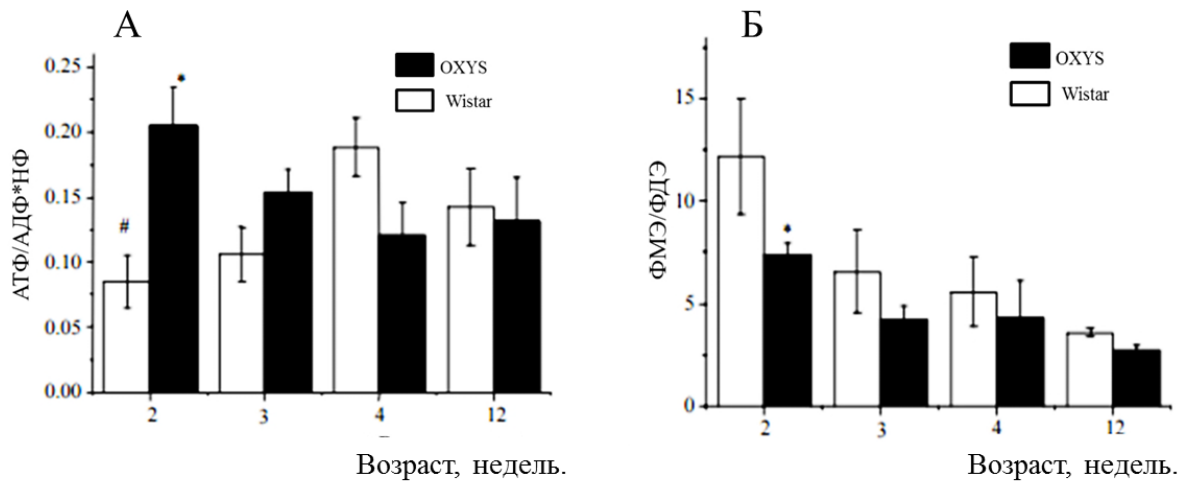 А
OXYS
Wistar
0.25
0.20
0.15
0.10
0.05
0.00
АТФ/АДФ*НФ
#
*
2
3
4
12
Возраст, недель.
Б
OXYS
Wistar
15
10
5
0
ФМЭ/ФДЭ
*
2
3
4
12
Возраст, недель.